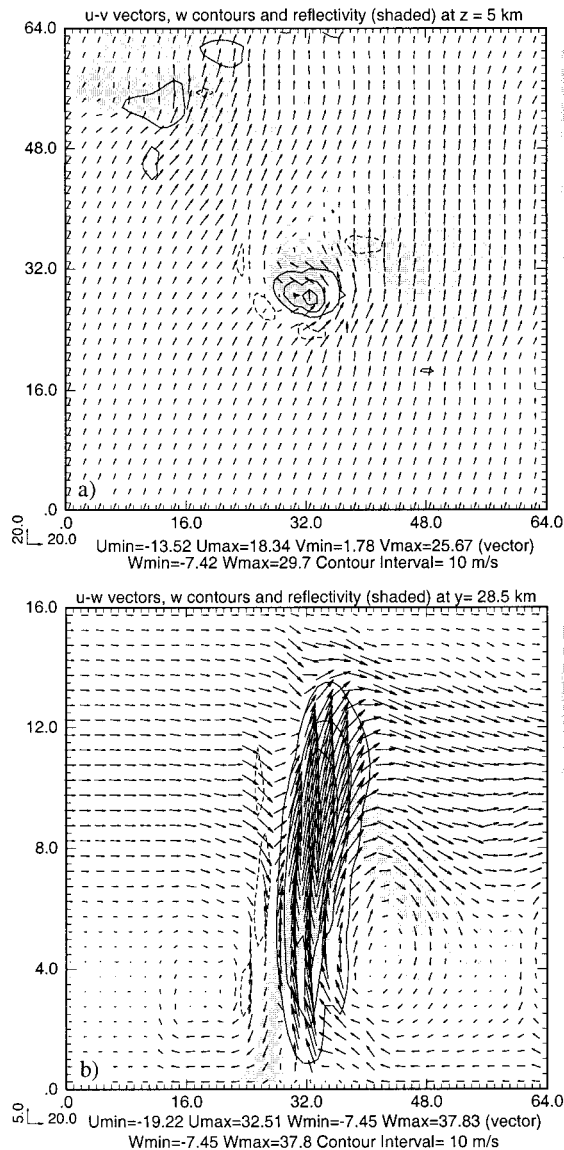 u-v vectors, w contours and reflectivity (shaded) at z = 5 km
64.0
48.0
32.0
16.0
a)
.0
.0 16.0 32.0 48.0 64.0
20.0
20.0
Umin=-13.52 Umax=18.34 Vmin=1.78 Vmax=25.67 (vector)
Wmin=-7.42 Wmax=29.7 Contour Interval= 10 m/s
u-w vectors, w contours and reflectivity (shaded) at y= 28.5 km
16.0
12.0
8.0
4.0
b)
.0
.0 16.0 32.0 48.0 64.0
5.0
20.0
Umin=-19.22 Umax=32.51 Wmin=-7.45 Wmax=37.83 (vector)
Wmin=-7.45 Wmax=37.8 Contour Interval= 10 m/s